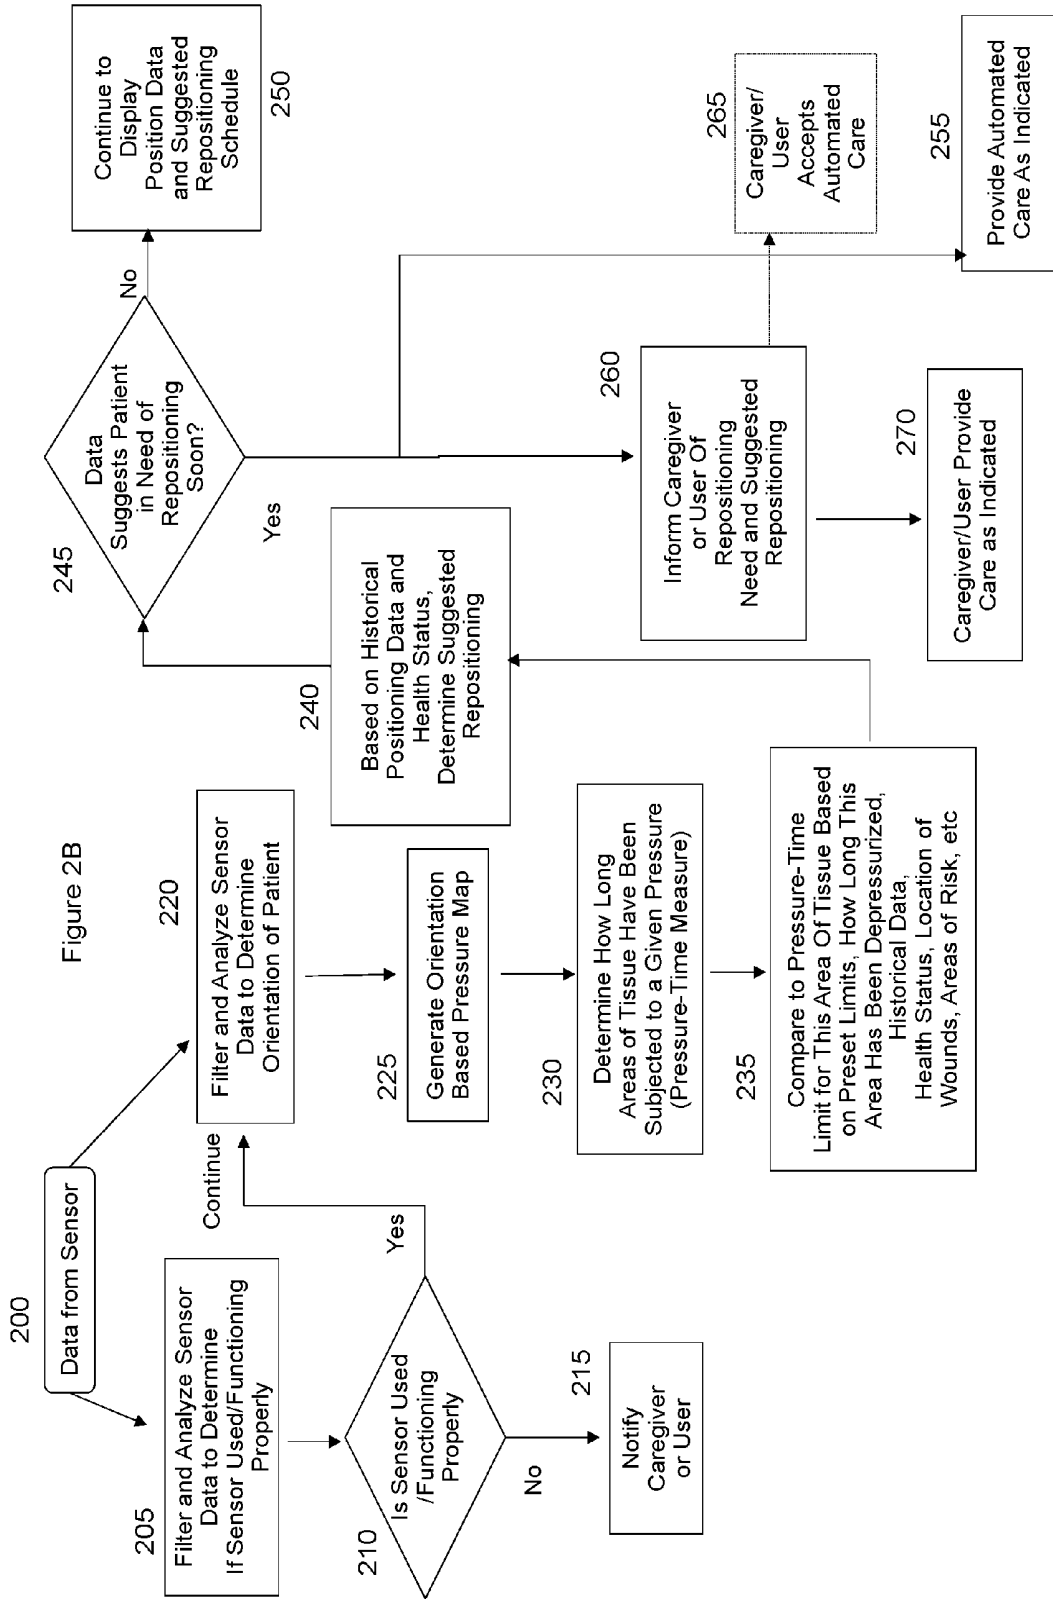 Figure 2B
200
Data from Sensor
205
Filter and Analyze Sensor
Data to Determine
If Sensor Used/Functioning
Properly
210
Is Sensor Used
/Functioning
Properly
Yes
Continue
No
215
Notify
Caregiver
or User
220
Filter and Analyze Sensor
Data to Determine
Orientation of Patient
225
Generate Orientation
Based Pressure Map
230
Determine How Long
Areas of Tissue Have Been
Subjected to a Given Pressure
(Pressure-Time Measure)
235
Compare to Pressure-Time
Limit for This Area Of Tissue Based
on Preset Limits, How Long This
Area Has Been Depressurized,
Historical Data,
Health Status, Location of
Wounds, Areas of Risk, etc
240
Based on Historical
Positioning Data and
Health Status,
Determine Suggested
Repositioning
245
Data
Suggests Patient
in Need of
Repositioning
Soon?
No
Yes
250
Continue to
Display
Position Data
and Suggested
Repositioning
Schedule
260
Inform Caregiver
or User Of
Repositioning
Need and Suggested
Repositioning
265
Caregiver/
User
Accepts
Automated
Care
270
Caregiver/User Provide
Care as Indicated
255
Provide Automated
Care As Indicated